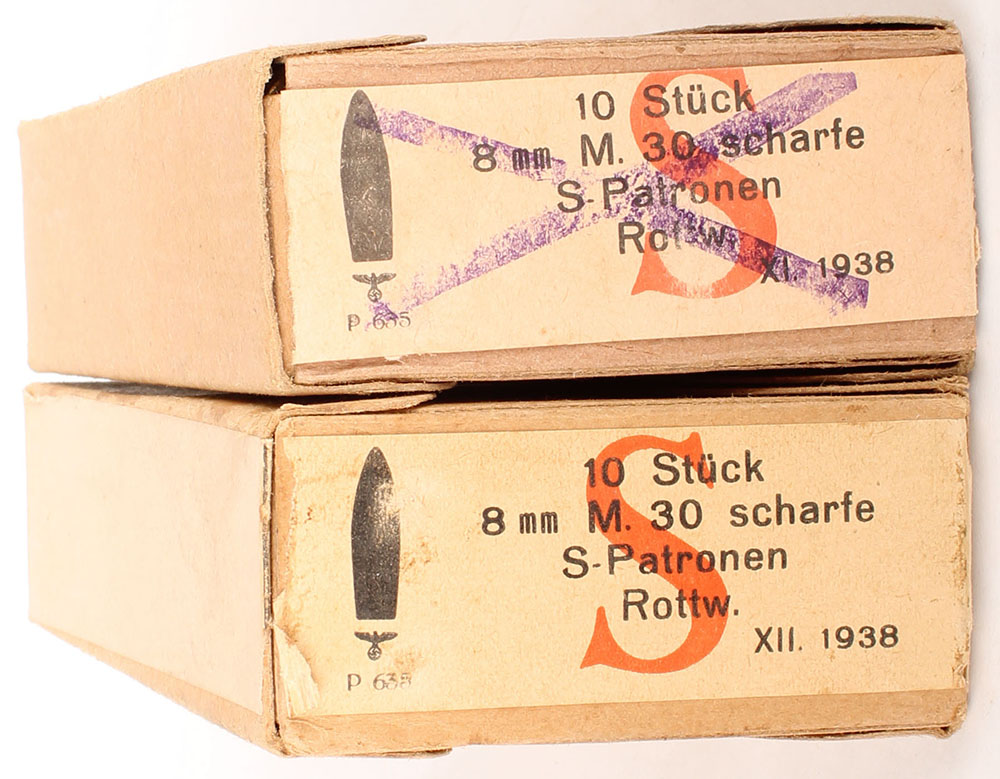 10 Stück
8 mm M. 30 scharfe
S-Patronen
Rottw.
XI. 1938
S
P 635
10 Stück
8 mm M. 30 scharfe
S-Patronen
Rottw.
XII. 1938
S
P 635